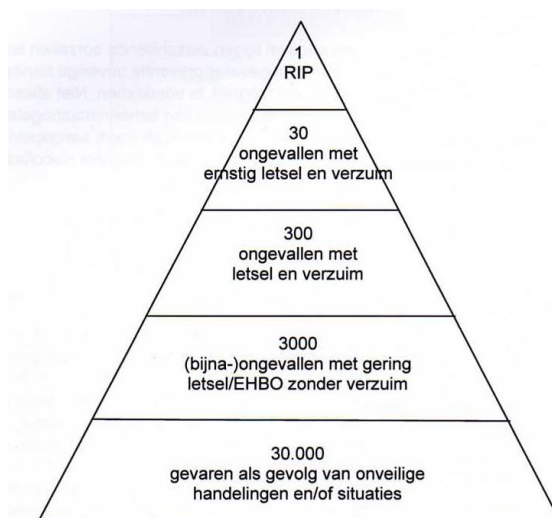 1
RIP
30
ongevallen met
ernstig letsel en verzuim
300
ongevallen met
letsel en verzuim
3000
(bijna-)ongevallen met gering
letsel/EHBO zonder verzuim
30.000
gevaren als gevolg van onveilige
handelingen en/of situaties